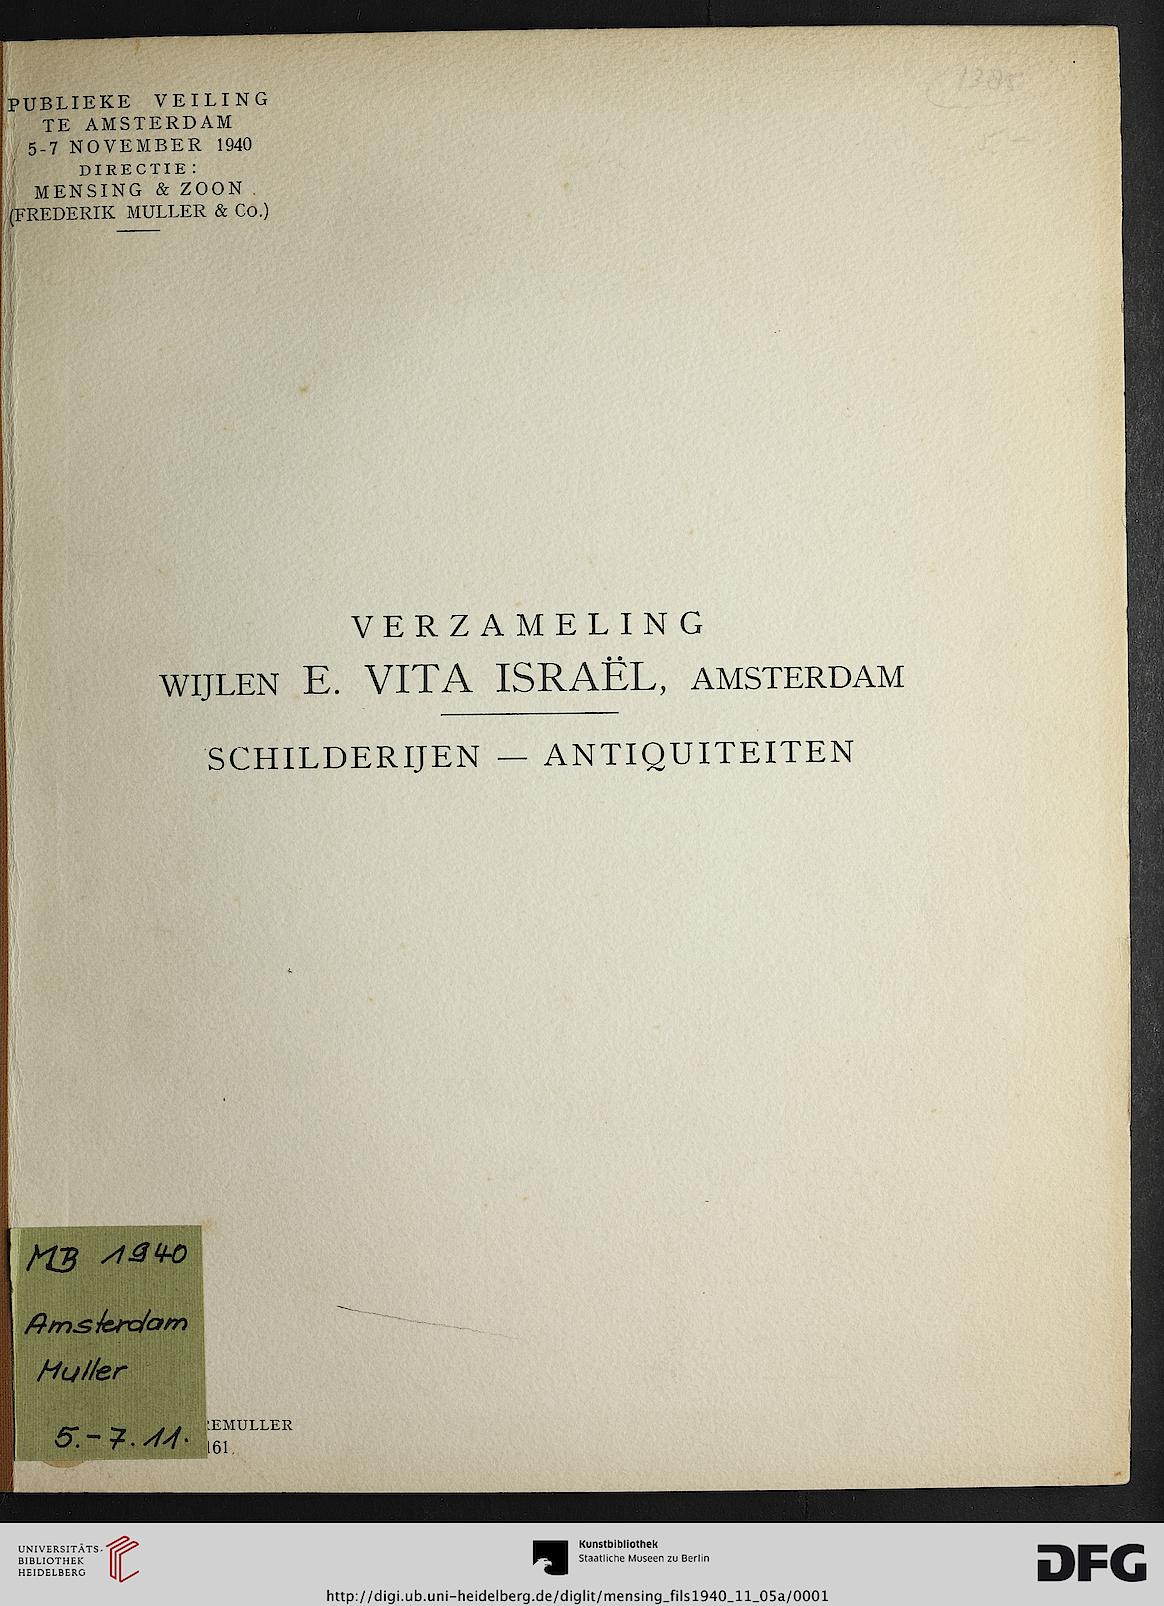 PUBLIEKE VEILING
TE AMSTERDAM
5-7 NOVEMBER 1940
DIRECTIE:
MENSING & ZOON
(FREDERIK MULLER & Co.)
VERZAMELING
WIJLEN E. VITA ISRAËL, AMSTERDAM
SCHILDERIJEN — ANTIQUITEITEN
MB 1940
Amsterdam
Muller
5.-7.11.
REMULLER
161.
UNIVERSITÄTS-
BIBLIOTHEK
HEIDELBERG
Kunstbibliothek
Staatliche Museen zu Berlin
DFG
http://digi.ub.uni-heidelberg.de/diglit/mensing_fils1940_11_05a/0001